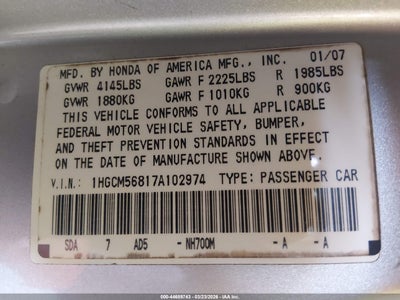 MFD. BY HONDA OF AMERICA MFG., INC. 01/07
GVWR 4145LBS GAWR F 2225LBS R 1985LBS
GVWR 1880KG GAWR F 1010KG R 900KG
THIS VEHICLE CONFORMS TO ALL APPLICABLE
FEDERAL MOTOR VEHICLE SAFETY, BUMPER,
AND THEFT PREVENTION STANDARDS IN EFFECT
ON THE DATE OF MANUFACTURE SHOWN ABOVE.
V.I.N.: 1HGCM56817A102974 TYPE: PASSENGER CAR
SDA 7 AD5 - NH700M - A - A
000-44659743 - 03/23/2026 - IAA Inc.